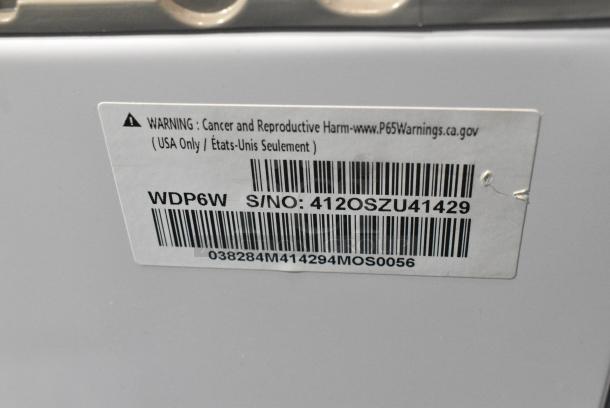 WARNING : Cancer and Reproductive Harm-www.P65Warnings.ca.gov
( USA Only / États-Unis Seulement )
WDP6W S/NO: 412OSZU41429
038284M414294MOS0056